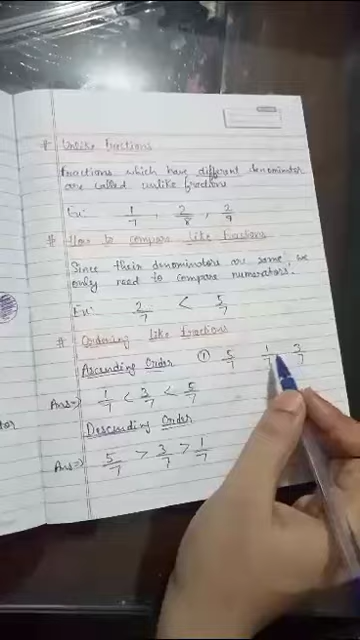 # Unlike fractions
Fractions which have different denominator
are called unlike fractions
Ex: 1/7 , 2/8 , 2/9
# How to compare like fractions
Since their denominators are same, we
only need to compare numerators.
Ex: 2/7 < 5/7
# Ordering like fractions
Ascending Order ① 5/7 1/7 3/7
Ans→) 1/7 < 3/7 < 5/7
Descending Order
Ans⇒) 5/7 > 3/7 > 1/7